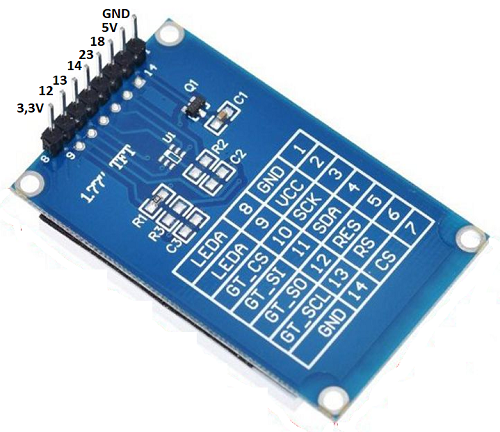 GND
5V
18
23
14
13
12
3,3V
1
14
8
9
1.77' TFT
Q1
C1
U1
R2
C2
R1
R3
C3
LEDA 8 GND 1
LEDA 9 VCC 2
GT_CS 10 SCK 3
GT_SI 11 SDA 4
GT_SO 12 RES 5
GT_SCL 13 RS 6
GND 14 CS 7